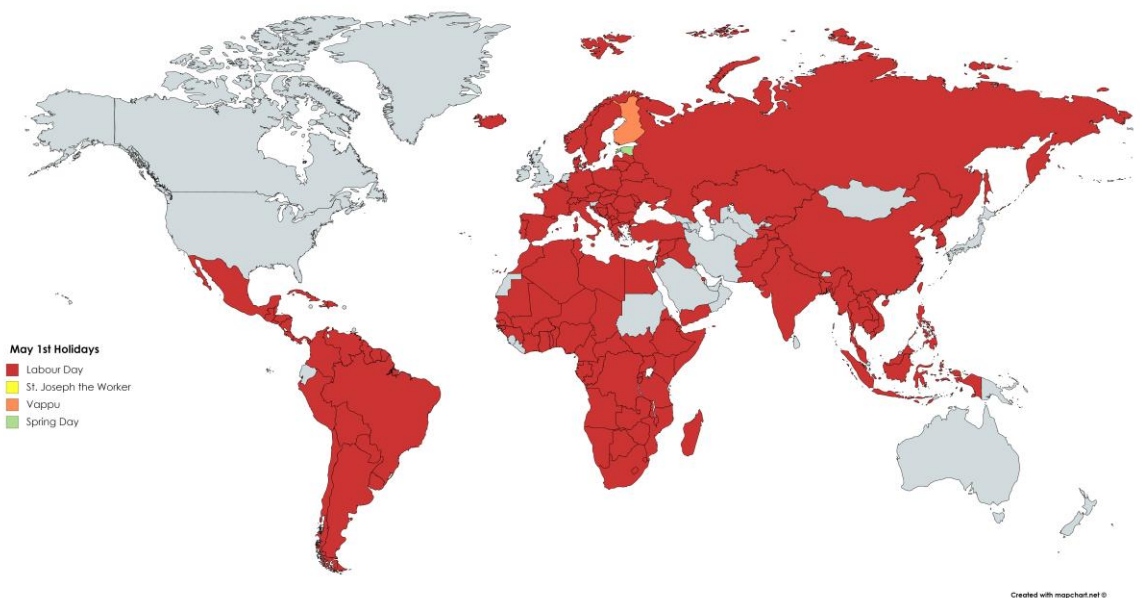 May 1st Holidays
Labour Day
St. Joseph the Worker
Vappu
Spring Day
Created with mapchart.net ©